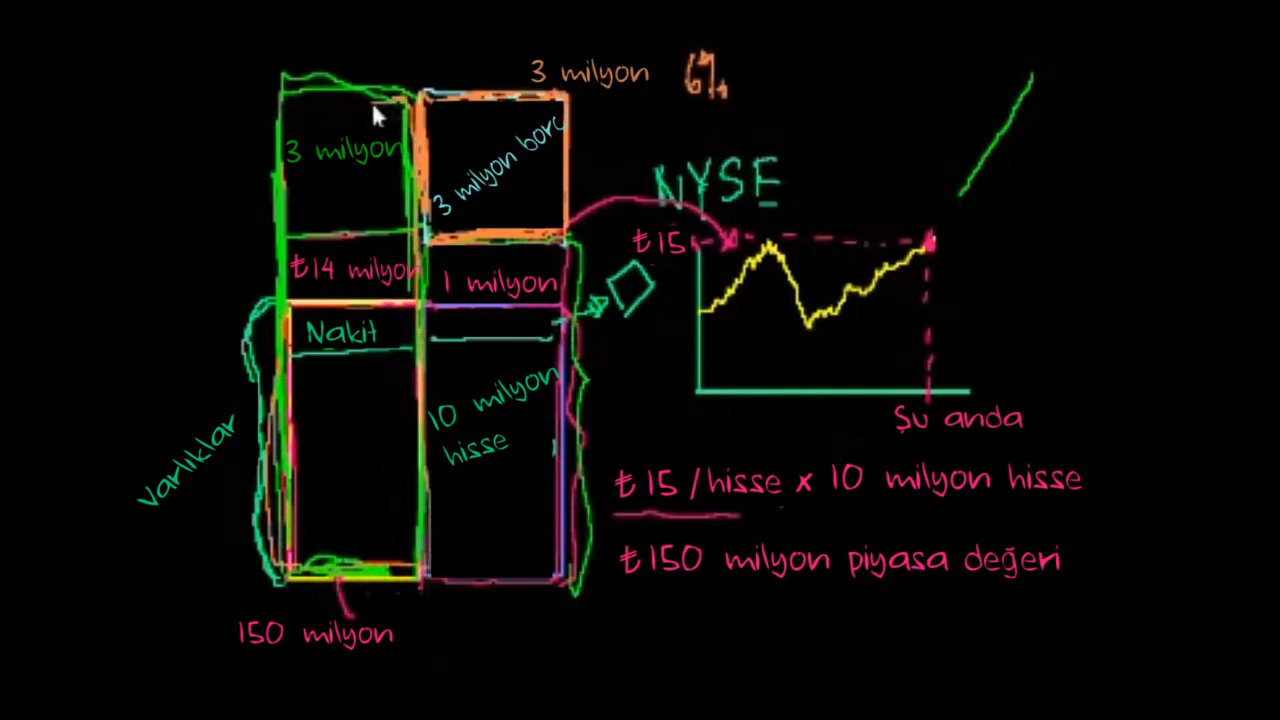 3 milyon 6%
3 milyon
3 milyon borç
NYSE
₺15
₺14 milyon
1 milyon
Nakit
10 milyon
hisse
Varlıklar
Şu anda
₺15/hisse x 10 milyon hisse
₺150 milyon piyasa değeri
150 milyon